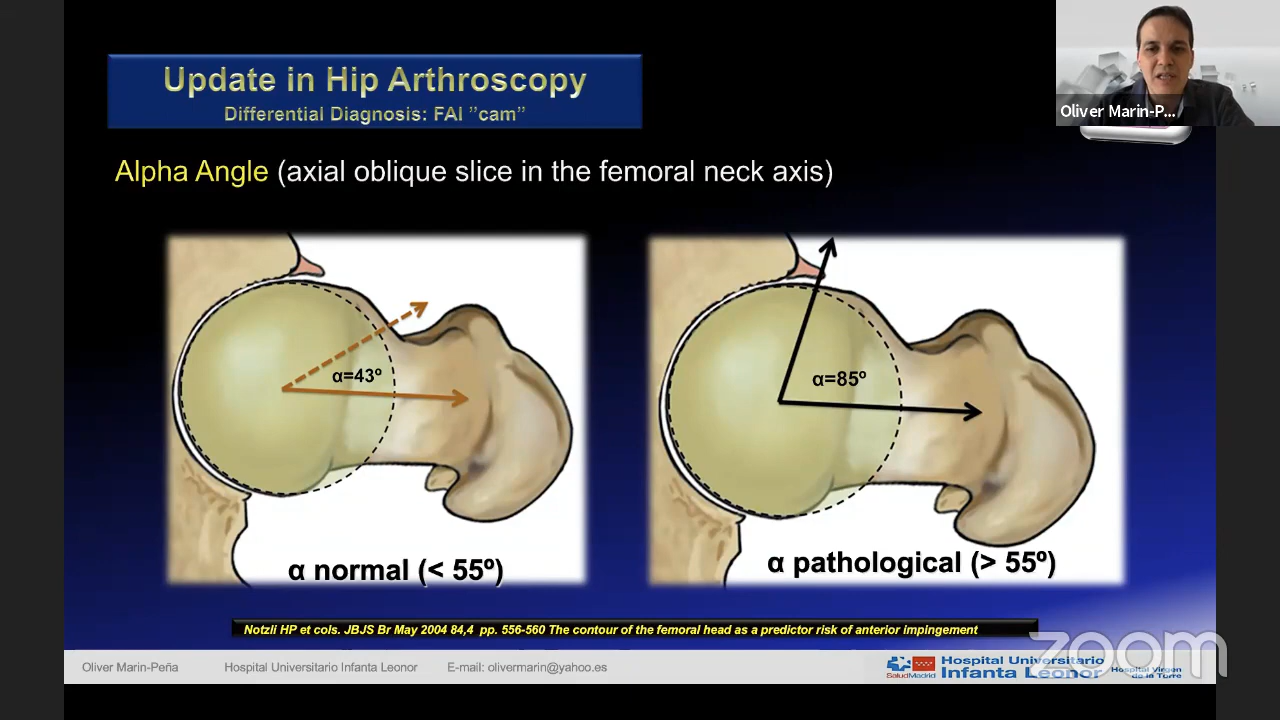 Update in Hip Arthroscopy
Differential Diagnosis: FAI ”cam”
Oliver Marin-P...
Alpha Angle (axial oblique slice in the femoral neck axis)
α=43º
α=85º
α normal (< 55º)
α pathological (> 55º)
Notzli HP et cols. JBJS Br May 2004 84,4 pp. 556-560 The contour of the femoral head as a predictor risk of anterior impingement
zoom
Oliver Marin-Peña Hospital Universitario Infanta Leonor E-mail: olivermarin@yahoo.es
SaludMadrid
Hospital Universitario
Infanta Leonor
Hospital Virgen
de la Torre